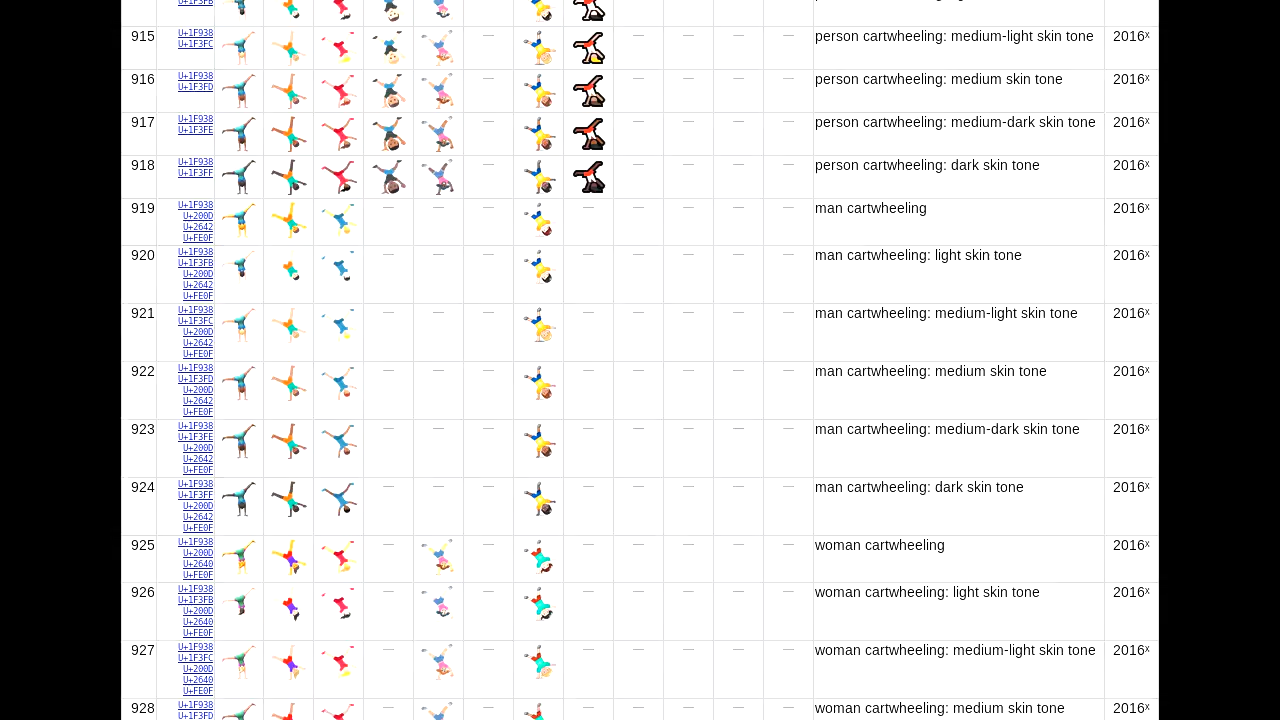 U+1F3FB
915 U+1F938 — — — — — — person cartwheeling: medium-light skin tone 2016ˣ
U+1F3FC
916 U+1F938 — — — — — person cartwheeling: medium skin tone 2016ˣ
U+1F3FD
917 U+1F938 — — — — — person cartwheeling: medium-dark skin tone 2016ˣ
U+1F3FE
918 U+1F938 — — — — — person cartwheeling: dark skin tone 2016ˣ
U+1F3FF
919 U+1F938 — — — — — — — — man cartwheeling 2016ˣ
U+200D
U+2642
U+FE0F
920 U+1F938 — — — — — — — — man cartwheeling: light skin tone 2016ˣ
U+1F3FB
U+200D
U+2642
U+FE0F
921 U+1F938 — — — — — — — — man cartwheeling: medium-light skin tone 2016ˣ
U+1F3FC
U+200D
U+2642
U+FE0F
922 U+1F938 — — — — — — — — man cartwheeling: medium skin tone 2016ˣ
U+1F3FD
U+200D
U+2642
U+FE0F
923 U+1F938 — — — — — — — — man cartwheeling: medium-dark skin tone 2016ˣ
U+1F3FE
U+200D
U+2642
U+FE0F
924 U+1F938 — — — — — — — — man cartwheeling: dark skin tone 2016ˣ
U+1F3FF
U+200D
U+2642
U+FE0F
925 U+1F938 — — — — — — — woman cartwheeling 2016ˣ
U+200D
U+2640
U+FE0F
926 U+1F938 — — — — — — — woman cartwheeling: light skin tone 2016ˣ
U+1F3FB
U+200D
U+2640
U+FE0F
927 U+1F938 — — — — — — — woman cartwheeling: medium-light skin tone 2016ˣ
U+1F3FC
U+200D
U+2640
U+FE0F
928 U+1F938 — — — — — — — woman cartwheeling: medium skin tone 2016ˣ
U+1F3FD